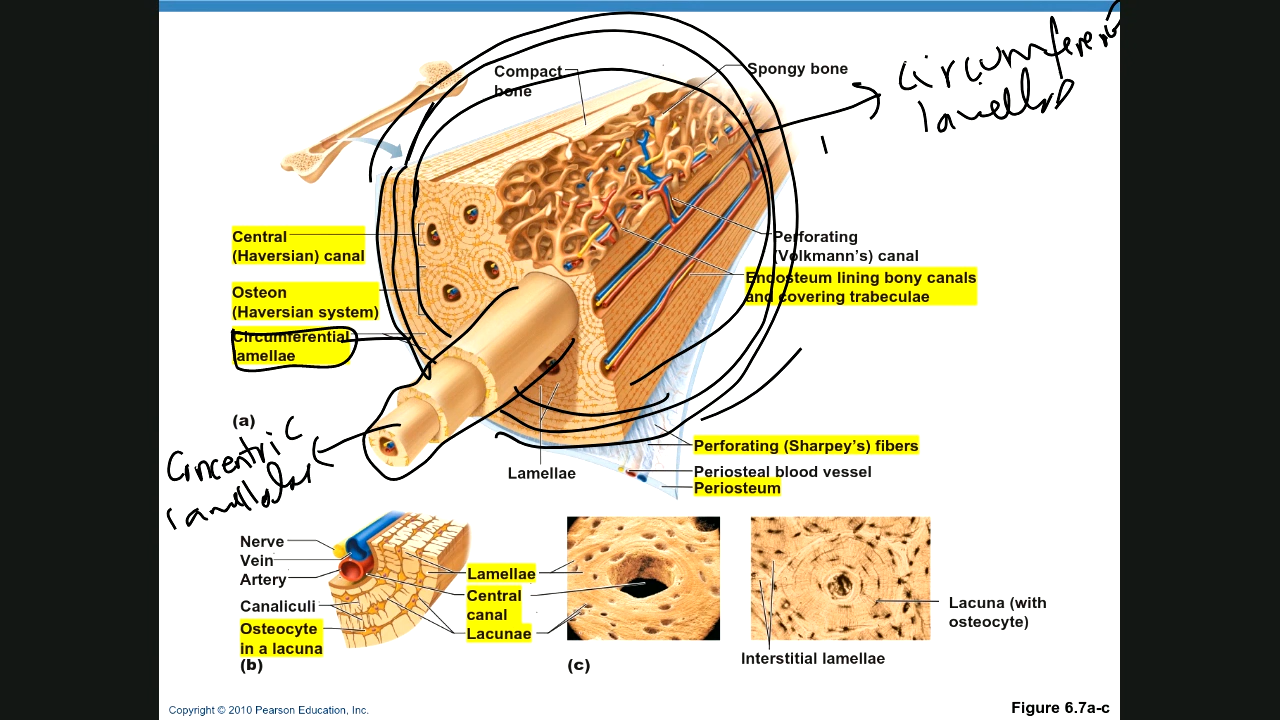 Compact
bone
Spongy bone
lamellae
Central
(Haversian) canal
Osteon
(Haversian system)
Circumferential
lamellae
Perforating
(Volkmann's) canal
Endosteum lining bony canals
and covering trabeculae
(a)
Concentric
lamellae
Lamellae
Perforating (Sharpey's) fibers
Periosteal blood vessel
Periosteum
Nerve
Vein
Artery
Canaliculi
Osteocyte
in a lacuna
(b)
Lamellae
Central
canal
Lacunae
(c)
Lacuna (with
osteocyte)
Interstitial lamellae
Copyright © 2010 Pearson Education, Inc.
Figure 6.7a-c